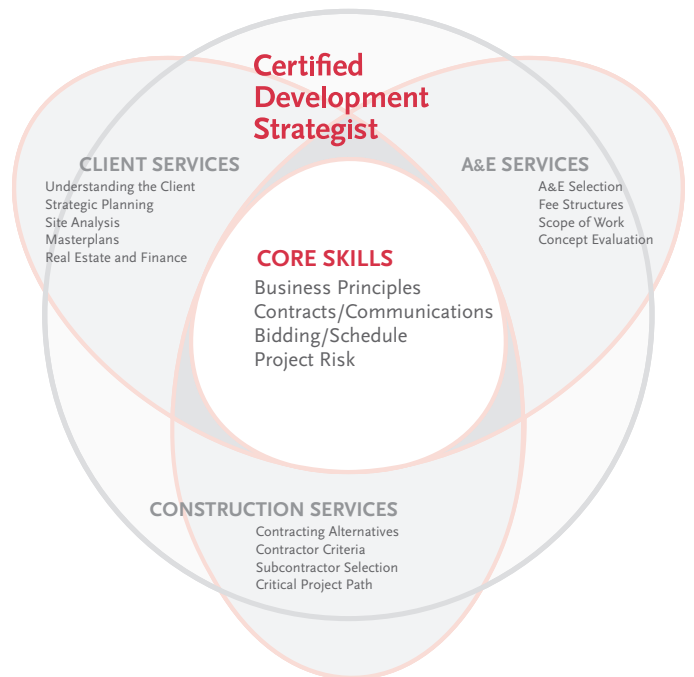 Certified
Development
Strategist
CLIENT SERVICES
Understanding the Client
Strategic Planning
Site Analysis
Masterplans
Real Estate and Finance
A&E SERVICES
A&E Selection
Fee Structures
Scope of Work
Concept Evaluation
CORE SKILLS
Business Principles
Contracts/Communications
Bidding/Schedule
Project Risk
CONSTRUCTION SERVICES
Contracting Alternatives
Contractor Criteria
Subcontractor Selection
Critical Project Path